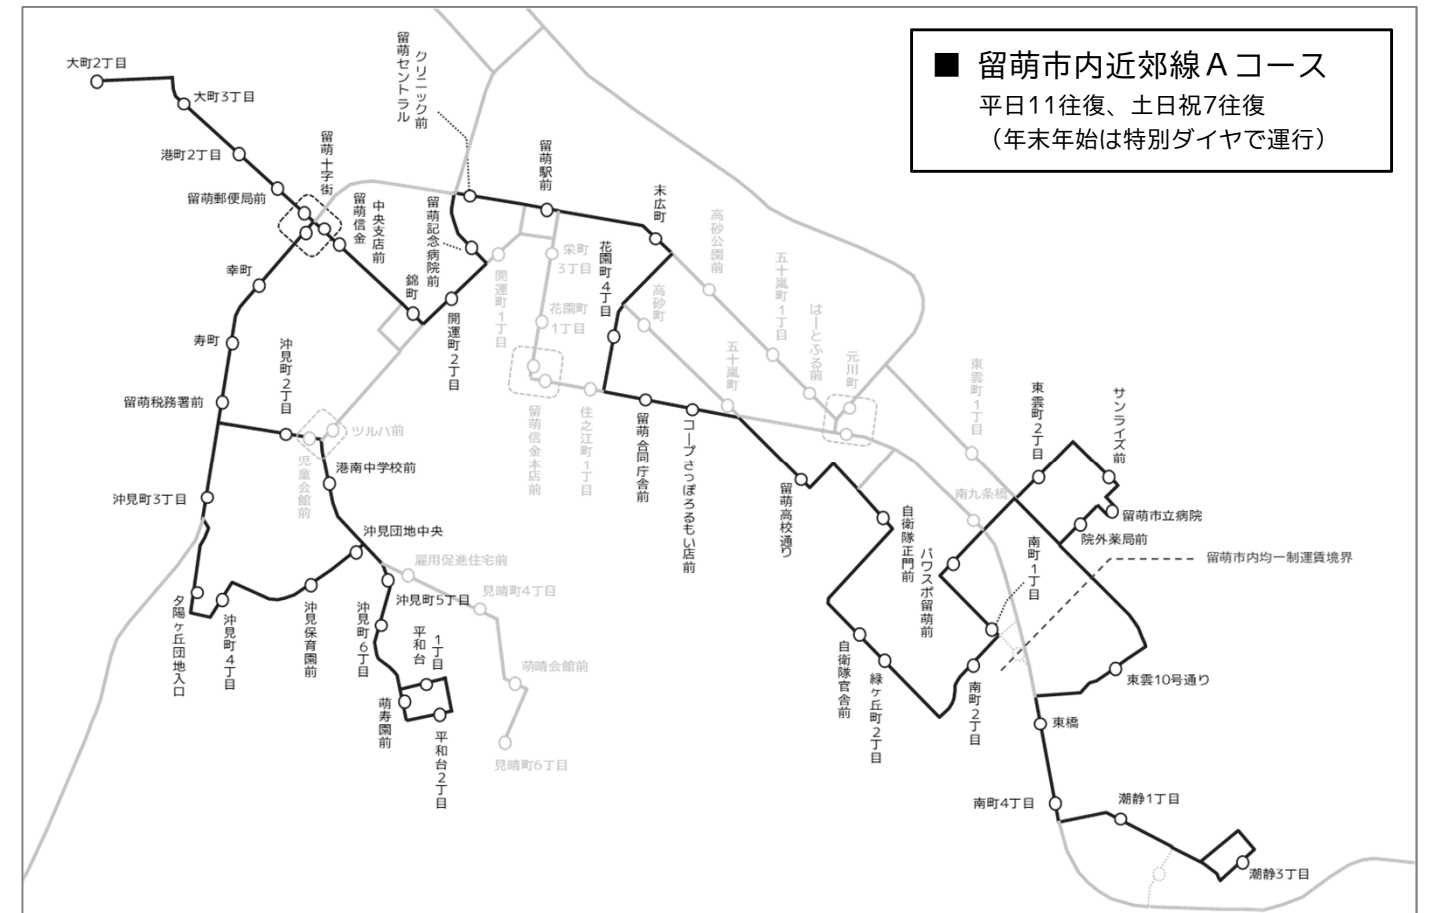 ■ 留萌市内近郊線Ａコース
平日11往復、土日祝7往復
（年末年始は特別ダイヤで運行）
大町2丁目
大町3丁目
港町2丁目
留萌郵便局前
留萌十字街
留萌信金
中央支店前
幸町
寿町
留萌税務署前
沖見町2丁目
沖見町3丁目
夕陽ヶ丘団地入口
沖見町4丁目
沖見保育園前
沖見団地中央
港南中学校前
児童会館前
ツルハ前
雇用促進住宅前
見晴町4丁目
萌晴会館前
見晴町6丁目
沖見町5丁目
沖見町6丁目
平和台
1丁目
萌寿園前
平和台2丁目
錦町
開運町2丁目
留萌記念病院前
留萌セントラル
クリニック前
留萌駅前
開運町1丁目
栄町
3丁目
花園町
1丁目
留萌信金本店前
住之江町1丁目
花園町4丁目
末広町
高砂町
高砂公園前
五十嵐町
五十嵐町1丁目
はーとふる前
元川町
留萌合同庁舎前
コープさっぽろるもい店前
留萌高校通り
自衛隊正門前
自衛隊官舎前
緑ヶ丘町2丁目
南町2丁目
南町1丁目
パワスポ留萌前
南九条橋
東雲町1丁目
東雲町2丁目
サンライズ前
留萌市立病院
院外薬局前
留萌市内均一制運賃境界
東雲10号通り
東橋
南町4丁目
潮静1丁目
潮静3丁目